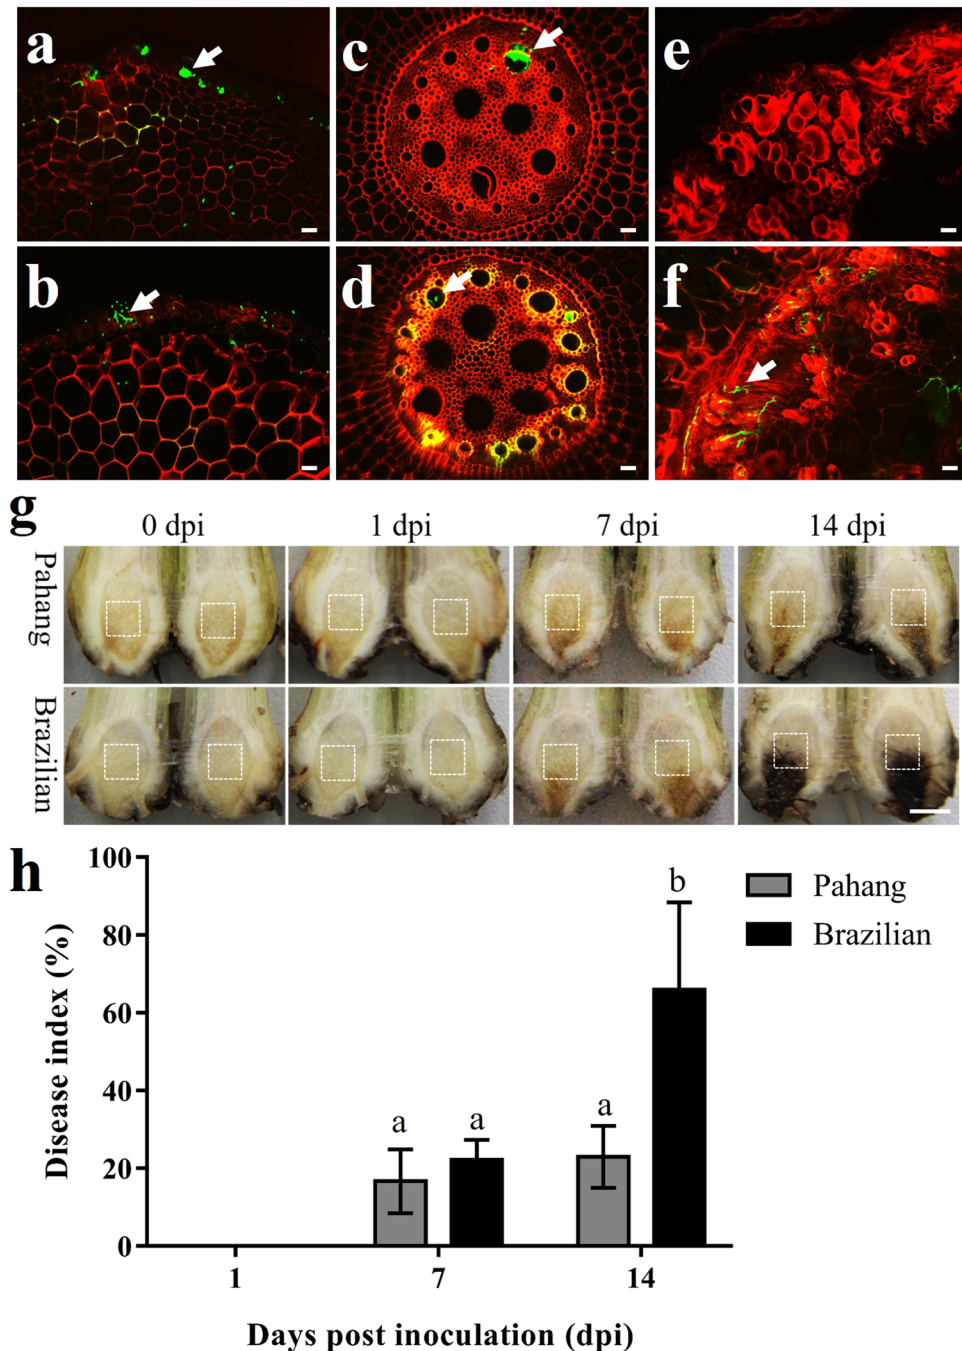 a
c
e
b
d
f
g
0 dpi
1 dpi
7 dpi
14 dpi
Pahang
Brazilian
h
100
80
60
40
20
0
Disease index (%)
a
a
a
b
Pahang
Brazilian
1
7
14
Days post inoculation (dpi)